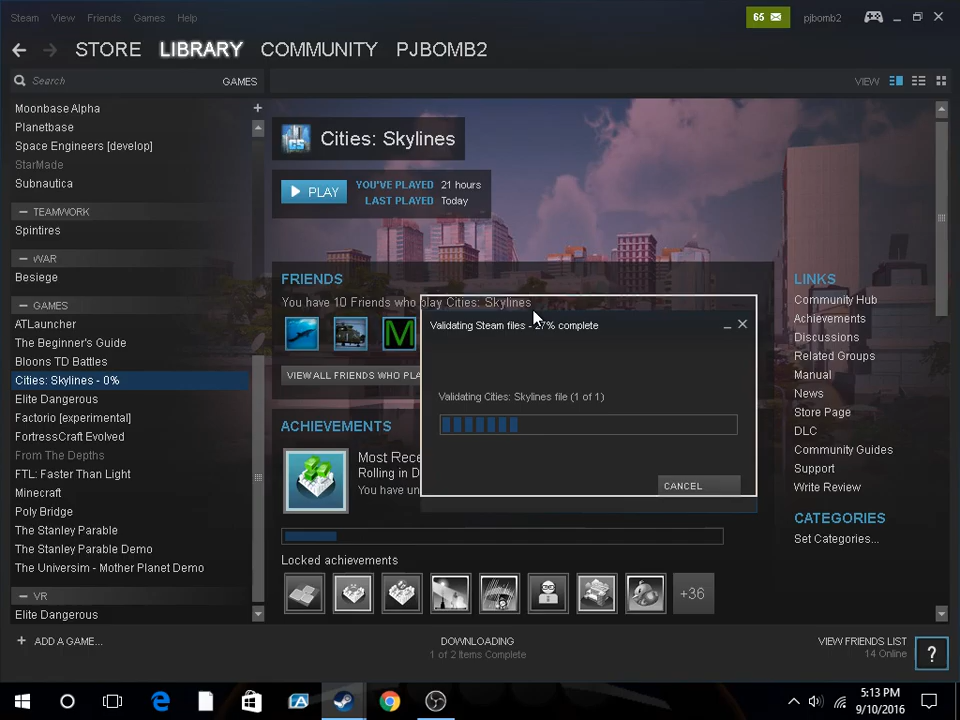 Steam View Friends Games Help
65
pjbomb2
STORE LIBRARY COMMUNITY PJBOMB2
Search
GAMES
VIEW
Moonbase Alpha
Planetbase
Space Engineers [develop]
StarMade
Subnautica
TEAMWORK
Spintires
WAR
Besiege
GAMES
ATLauncher
The Beginner's Guide
Bloons TD Battles
Cities: Skylines - 0%
Elite Dangerous
Factorio [experimental]
FortressCraft Evolved
From The Depths
FTL: Faster Than Light
Minecraft
Poly Bridge
The Stanley Parable
The Stanley Parable Demo
The Universim - Mother Planet Demo
VR
Elite Dangerous
+ ADD A GAME...
Cities: Skylines
PLAY
YOU'VE PLAYED 21 hours
LAST PLAYED Today
FRIENDS
You have 10 Friends who play Cities: Skylines
VIEW ALL FRIENDS WHO PLA
ACHIEVEMENTS
Most Rece
Rolling in D
You have un
Locked achievements
+36
Validating Steam files - 27% complete
Validating Cities: Skylines file (1 of 1)
CANCEL
LINKS
Community Hub
Achievements
Discussions
Related Groups
Manual
News
Store Page
DLC
Community Guides
Support
Write Review
CATEGORIES
Set Categories...
DOWNLOADING
1 of 2 Items Complete
VIEW FRIENDS LIST
14 Online
?
5:13 PM
9/10/2016